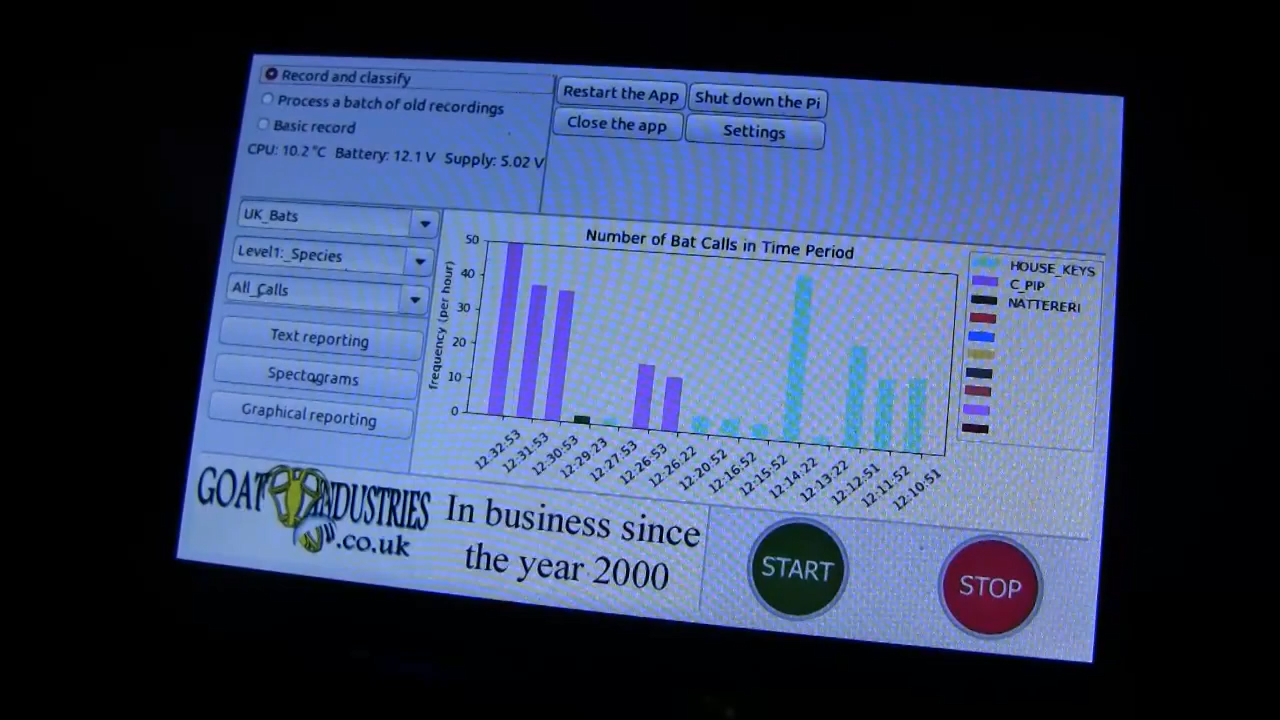 Record and classify
Process a batch of old recordings
Basic record
CPU: 10.2°C Battery: 12.1 V Supply: 5.02 V
Restart the App
Shut down the Pi
Close the app
Settings
UK_Bats
Level1:_Species
All_Calls
Text reporting
Spectograms
Graphical reporting
Number of Bat Calls in Time Period
frequency (per hour)
50
40
30
20
10
0
12:32:53
12:31:53
12:30:53
12:29:23
12:27:53
12:26:53
12:26:22
12:20:52
12:16:52
12:15:52
12:14:22
12:13:22
12:12:51
12:11:52
12:10:51
HOUSE_KEYS
C_PIP
NATTERERI
GOAT INDUSTRIES
.co.uk
In business since
the year 2000
START
STOP